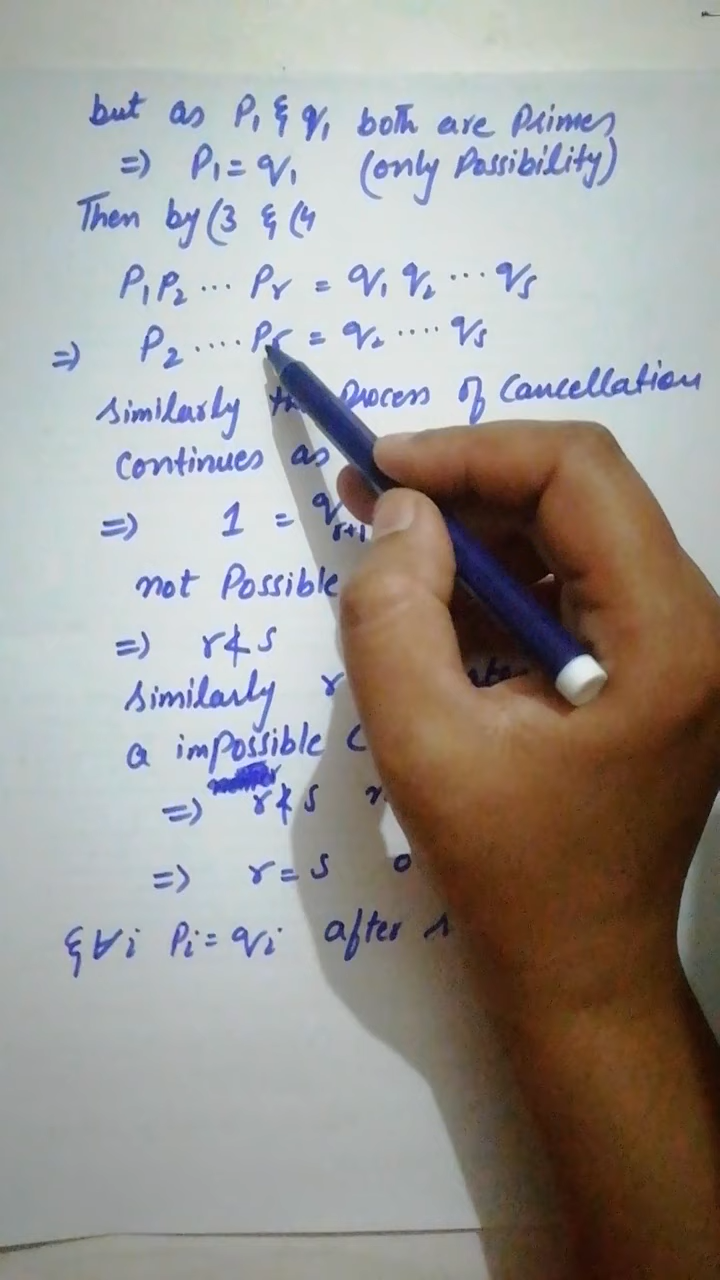 but as P₁ & q₁ both are Primes
=> P₁ = q₁ (only Possibility)
Then by (3 & (4
P₁P₂ ... Pᵣ = q₁ q₂ ... qₛ
=> P₂ .... Pᵣ = q₂ .... qₛ
similarly the process of Cancellation
Continues as
=> 1 = qᵣ₊₁
not Possible
=> r≮s
similarly r
a impossible
=> r≮s
=> r = s
& ∀i Pi = qi after